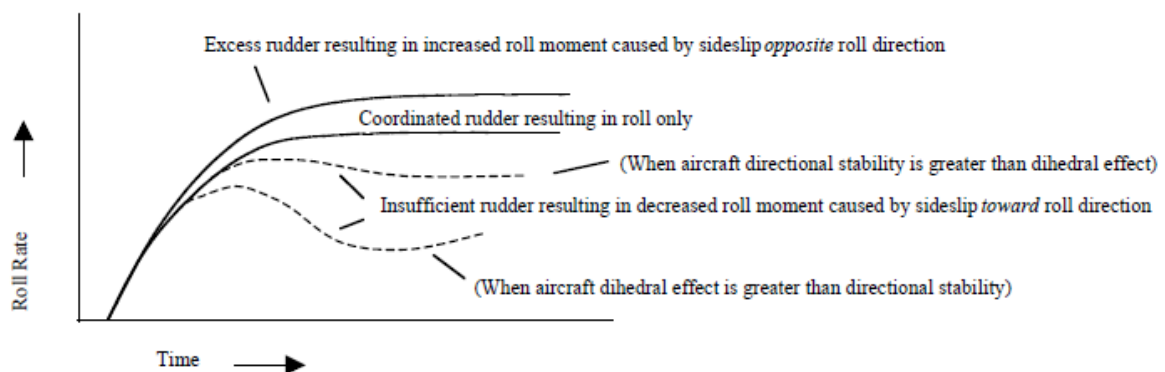 Excess rudder resulting in increased roll moment caused by sideslip opposite roll direction
Coordinated rudder resulting in roll only
(When aircraft directional stability is greater than dihedral effect)
Insufficient rudder resulting in decreased roll moment caused by sideslip toward roll direction
(When aircraft dihedral effect is greater than directional stability)
Roll Rate
Time